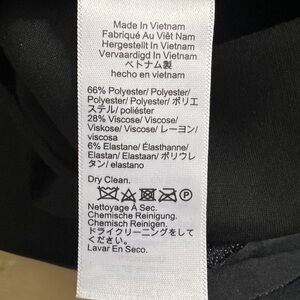 Made In Vietnam
Fabriqué Au Viêt Nam
Hergestellt In Vietnam
Vervaardigd In Vietnam
ベトナム製
hecho en vietnam
66% Polyester/ Polyester/
Polyester/ Polyester/ ポリエ
ステル/ poliéster
28% Viscose/ Viscose/
Viskose/ Viscose/ レーヨン/
viscosa
6% Elastane/ Élasthanne/
Elastan/ Elastaan/ ポリウレ
タン/ elastano
Dry Clean.
P
Nettoyage À Sec.
Chemische Reinigung.
Chemisch Reinigen.
ドライクリーニングをして
ください。
Lavar En Seco.